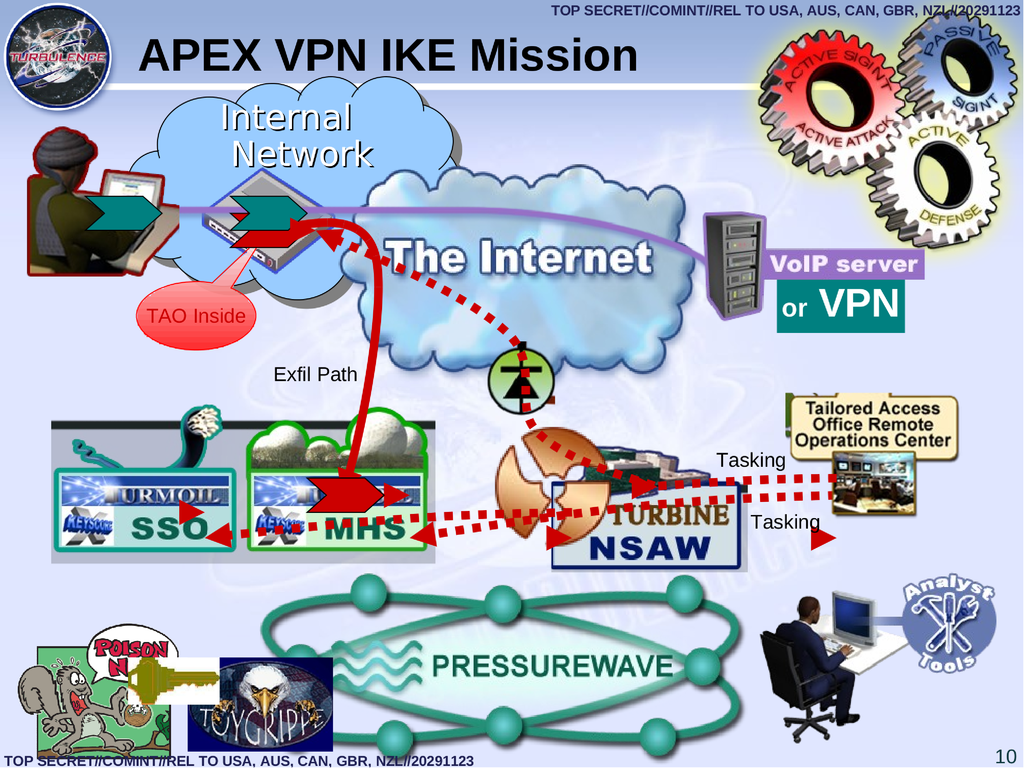 TOP SECRET//COMINT//REL TO USA, AUS, CAN, GBR, NZL//20291123
TURBULENCE
APEX VPN IKE Mission
ACTIVE SIGINT
ACTIVE ATTACK
PASSIVE
SIGINT
ACTIVE
DEFENSE
Internal
Network
The Internet
VoIP server
or VPN
TAO Inside
Exfil Path
Tailored Access
Office Remote
Operations Center
Tasking
Tasking
TURMOIL
SSO
TURMOIL
MHS
TURBINE
NSAW
PRESSUREWAVE
Analyst
Tools
POISON
TOYGRIPPE
TOP SECRET//COMINT//REL TO USA, AUS, CAN, GBR, NZL//20291123
10